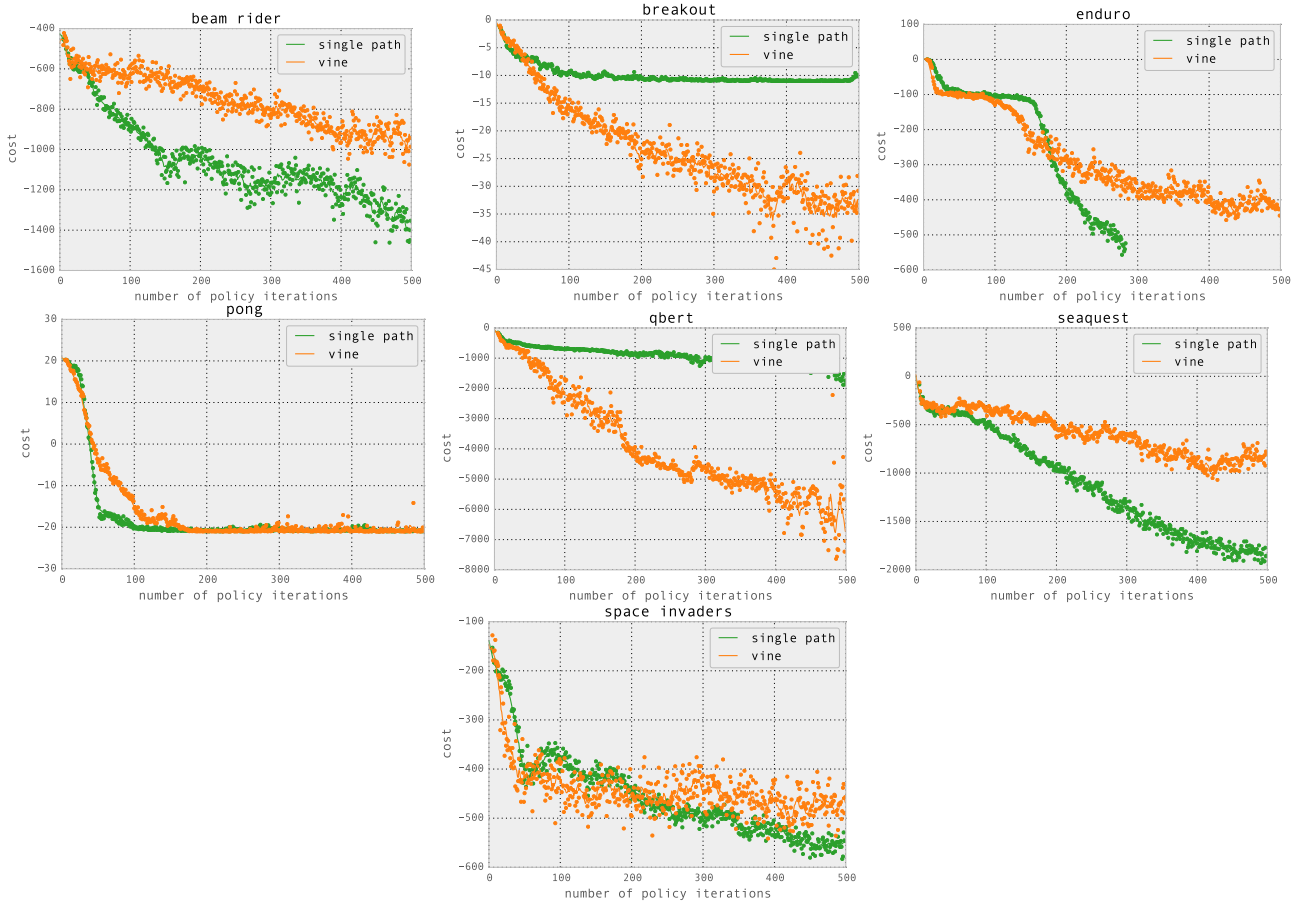 beam rider
−400
−600
−800
−1000
−1200
−1400
−1600
cost
single path
vine
0 100 200 300 400 500
number of policy iterations
breakout
0
−5
−10
−15
−20
−25
−30
−35
−40
−45
cost
single path
vine
0 100 200 300 400 500
number of policy iterations
enduro
100
0
−100
−200
−300
−400
−500
−600
cost
single path
vine
0 100 200 300 400 500
number of policy iterations
pong
30
20
10
0
−10
−20
−30
cost
single path
vine
0 100 200 300 400 500
number of policy iterations
qbert
0
−1000
−2000
−3000
−4000
−5000
−6000
−7000
−8000
cost
single path
vine
0 100 200 300 400 500
number of policy iterations
seaquest
500
0
−500
−1000
−1500
−2000
cost
single path
vine
0 100 200 300 400 500
number of policy iterations
space invaders
−100
−200
−300
−400
−500
−600
cost
single path
vine
0 100 200 300 400 500
number of policy iterations